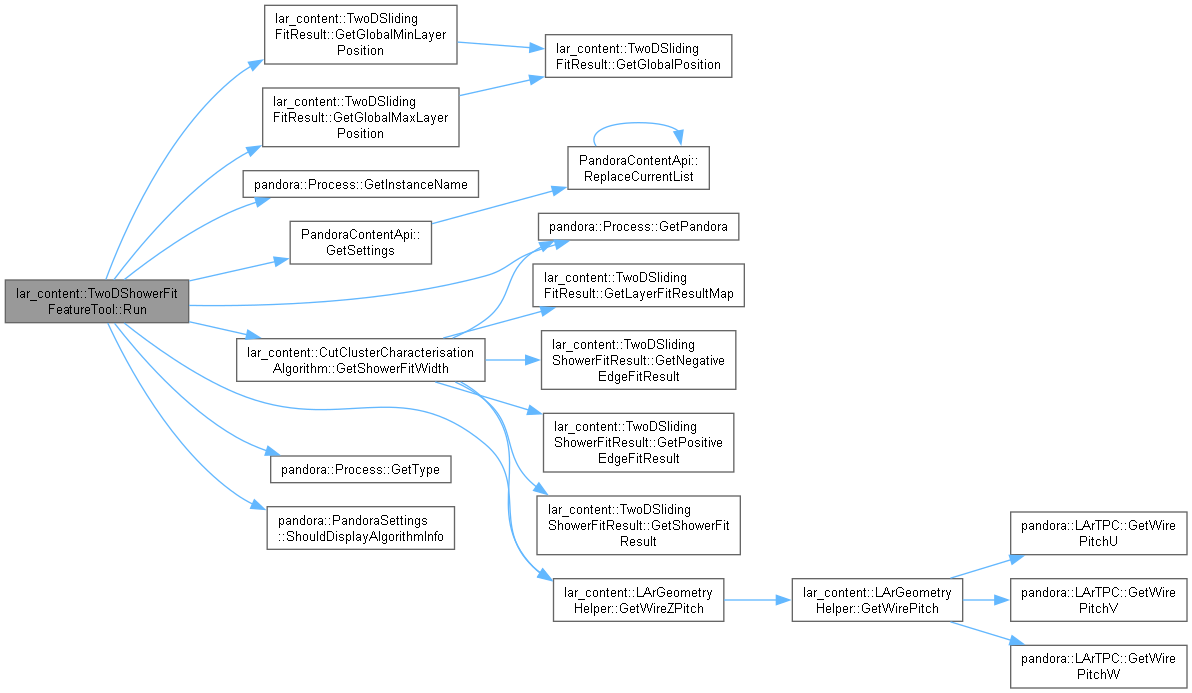 lar_content::TwoDShowerFit
FeatureTool::Run
lar_content::TwoDSliding
FitResult::GetGlobalMinLayer
Position
lar_content::TwoDSliding
FitResult::GetGlobalMaxLayer
Position
pandora::Process::GetInstanceName
PandoraContentApi::
GetSettings
lar_content::CutClusterCharacterisation
Algorithm::GetShowerFitWidth
pandora::Process::GetType
pandora::PandoraSettings
::ShouldDisplayAlgorithmInfo
lar_content::TwoDSliding
FitResult::GetGlobalPosition
PandoraContentApi::
ReplaceCurrentList
pandora::Process::GetPandora
lar_content::TwoDSliding
FitResult::GetLayerFitResultMap
lar_content::TwoDSliding
ShowerFitResult::GetNegative
EdgeFitResult
lar_content::TwoDSliding
ShowerFitResult::GetPositive
EdgeFitResult
lar_content::TwoDSliding
ShowerFitResult::GetShowerFit
Result
lar_content::LArGeometry
Helper::GetWireZPitch
lar_content::LArGeometry
Helper::GetWirePitch
pandora::LArTPC::GetWire
PitchU
pandora::LArTPC::GetWire
PitchV
pandora::LArTPC::GetWire
PitchW